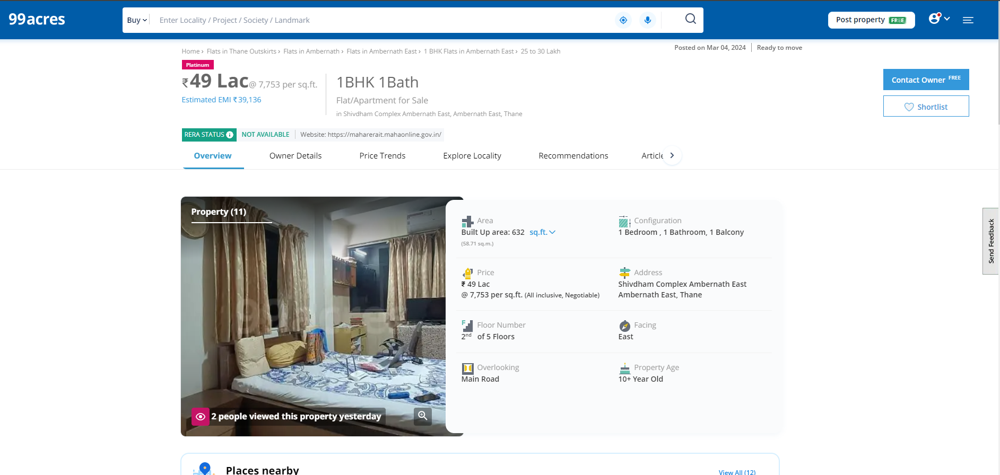 99acres
Buy
Enter Locality / Project / Society / Landmark
Post property FREE
Home › Flats in Thane Outskirts › Flats in Ambernath › Flats in Ambernath East › 1 BHK Flats in Ambernath East › 25 to 30 Lakh
Posted on Mar 04, 2024 | Ready to move
Platinum
₹49 Lac@ 7,753 per sq.ft.
Estimated EMI ₹39,136
1BHK 1Bath
Flat/Apartment for Sale
in Shivdham Complex Ambernath East, Ambernath East, Thane
Contact Owner FREE
Shortlist
RERA STATUS i NOT AVAILABLE | Website: https://maharerait.mahaonline.gov.in/
Overview Owner Details Price Trends Explore Locality Recommendations Article
Property (11)
2 people viewed this property yesterday
Area
Built Up area: 632 sq.ft.
(58.71 sq.m.)
Configuration
1 Bedroom , 1 Bathroom, 1 Balcony
Price
₹ 49 Lac
@ 7,753 per sq.ft. (All inclusive, Negotiable)
Address
Shivdham Complex Ambernath East
Ambernath East, Thane
Floor Number
2nd of 5 Floors
Facing
East
Overlooking
Main Road
Property Age
10+ Year Old
Send Feedback
Places nearby
View All (12)